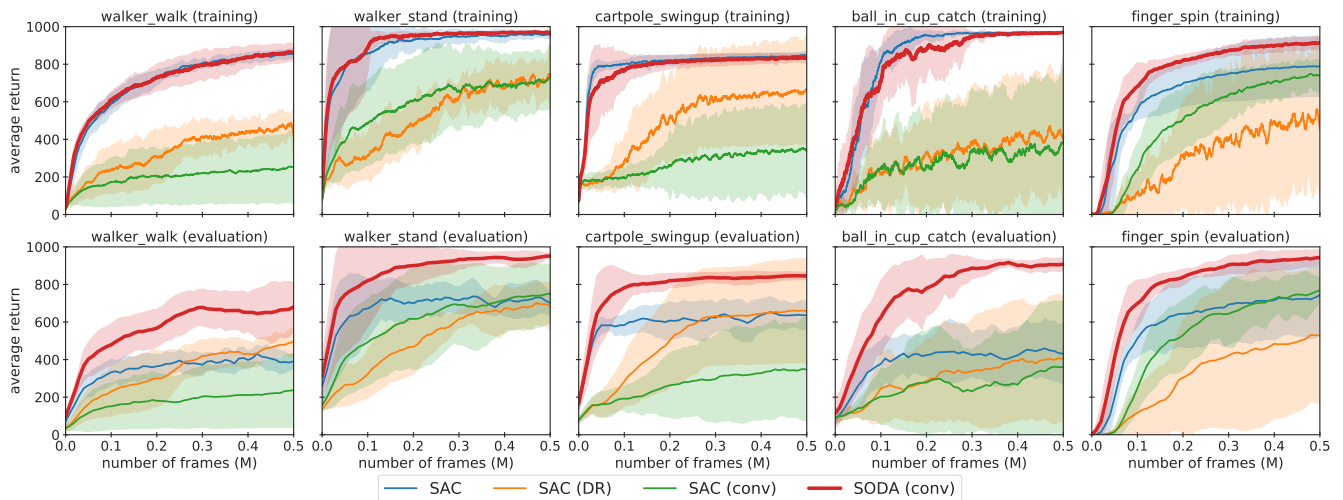 walker_walk (training)
walker_stand (training)
cartpole_swingup (training)
ball_in_cup_catch (training)
finger_spin (training)
average return
1000
800
600
400
200
0
walker_walk (evaluation)
walker_stand (evaluation)
cartpole_swingup (evaluation)
ball_in_cup_catch (evaluation)
finger_spin (evaluation)
average return
1000
800
600
400
200
0
0.0 0.1 0.2 0.3 0.4 0.5
0.0 0.1 0.2 0.3 0.4 0.5
0.0 0.1 0.2 0.3 0.4 0.5
0.0 0.1 0.2 0.3 0.4 0.5
0.0 0.1 0.2 0.3 0.4 0.5
number of frames (M)
number of frames (M)
number of frames (M)
number of frames (M)
number of frames (M)
SAC
SAC (DR)
SAC (conv)
SODA (conv)